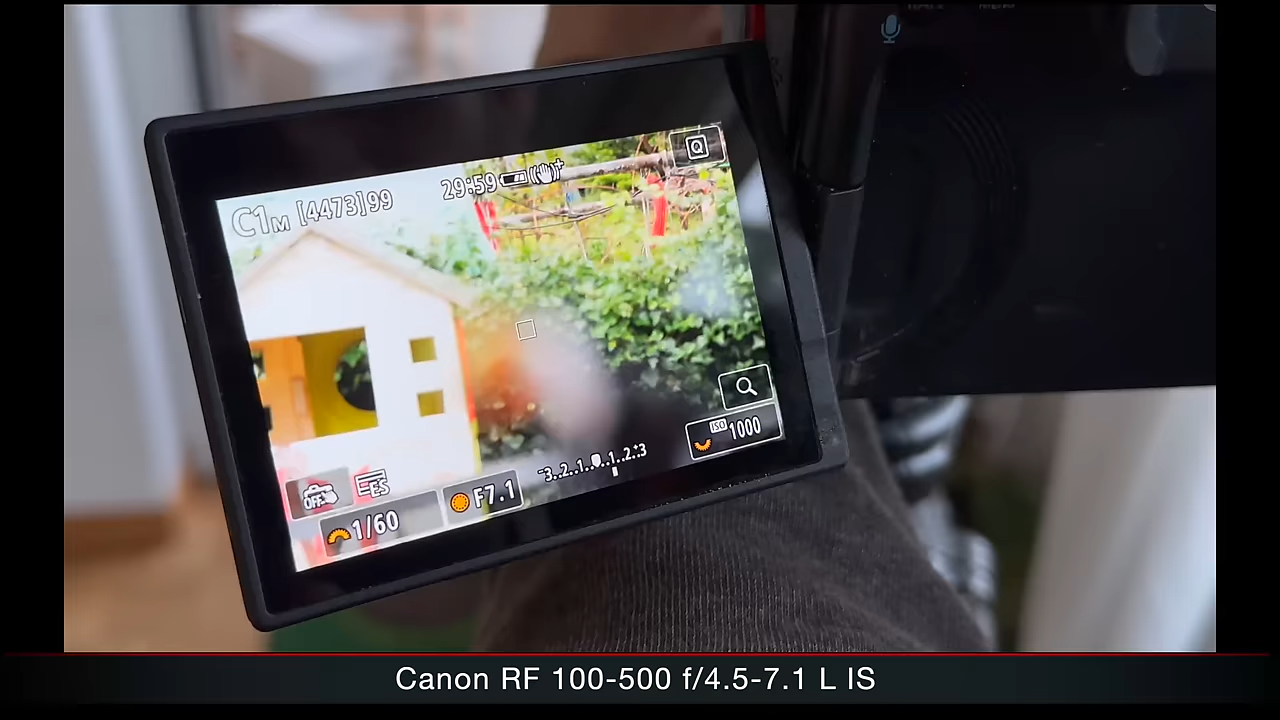 Q
C1M [4473]99
29:59
ISO 1000
-3..2..1..0..1..2.+3
OFF
ES
1/60
F7.1
Canon RF 100-500 f/4.5-7.1 L IS